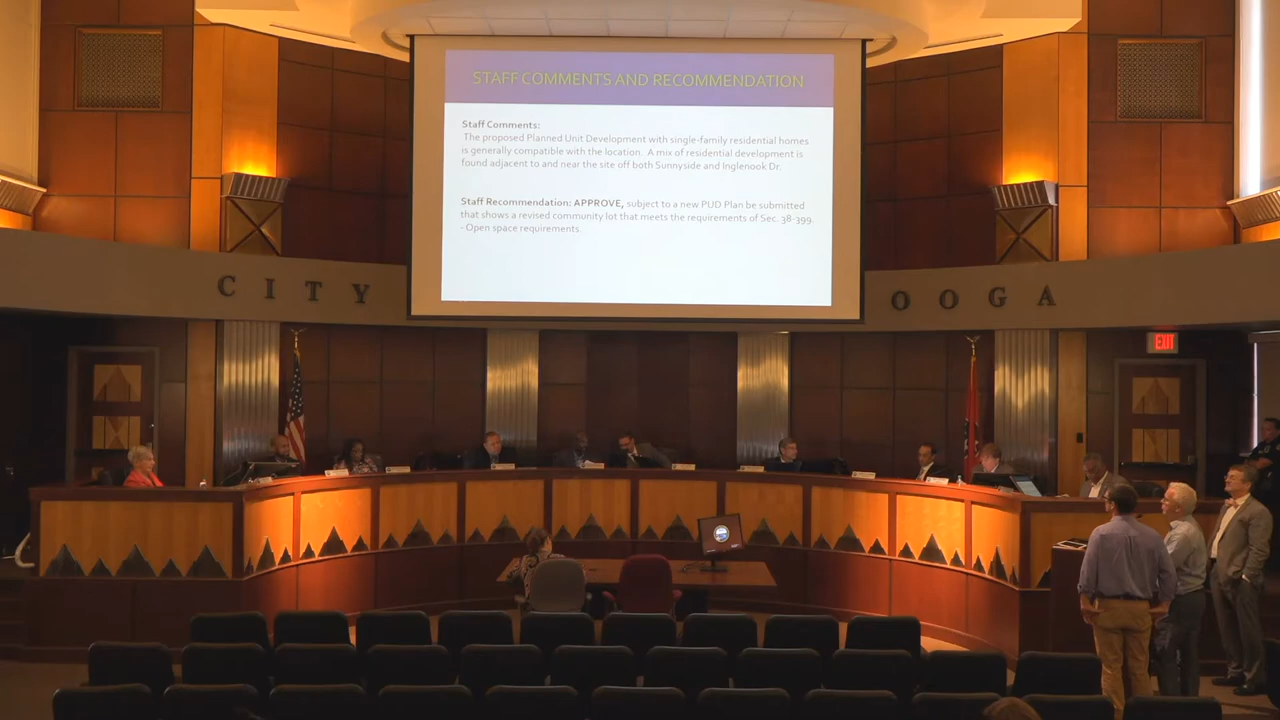 STAFF COMMENTS AND RECOMMENDATION
Staff Comments:
The proposed Planned Unit Development with single-family residential homes
is generally compatible with the location. A mix of residential development is
found adjacent to and near the site off both Sunnyside and Inglenook Dr.
Staff Recommendation: APPROVE, subject to a new PUD Plan be submitted
that shows a revised community lot that meets the requirements of Sec. 38-399
- Open space requirements.
CITY OOGA
EXIT